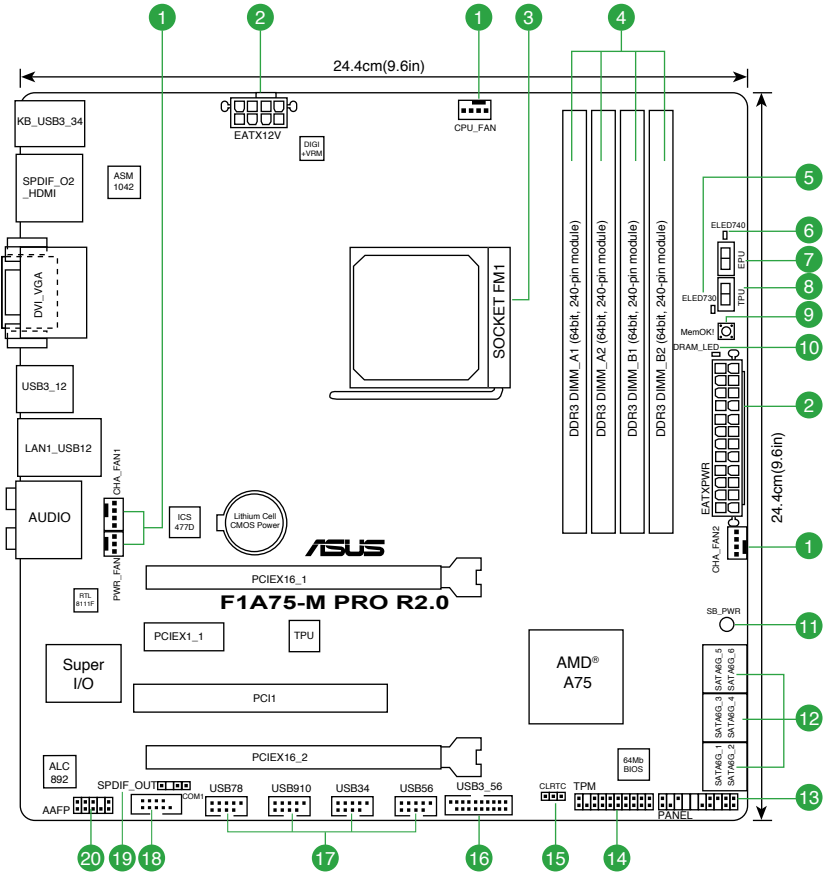 1
2
1
3
4
24.4cm(9.6in)
KB_USB3_34
EATX12V
CPU_FAN
DIGI
+VRM
SPDIF_O2
_HDMI
ASM
1042
DVI_VGA
SOCKET FM1
DDR3 DIMM_A1 (64bit, 240-pin module)
DDR3 DIMM_A2 (64bit, 240-pin module)
DDR3 DIMM_B1 (64bit, 240-pin module)
DDR3 DIMM_B2 (64bit, 240-pin module)
5
ELED740
6
EPU
7
ELED730
TPU
8
MemOK!
9
DRAM_LED
10
USB3_12
2
EATXPWR
24.4cm(9.6in)
LAN1_USB12
CHA_FAN1
AUDIO
PWR_FAN
ICS
477D
Lithium Cell
CMOS Power
ASUS
CHA_FAN2
1
PCIEX16_1
RTL
8111F
F1A75-M PRO R2.0
SB_PWR
11
PCIEX1_1
TPU
Super
I/O
AMD®
A75
SATA6G_5
SATA6G_6
PCI1
SATA6G_3
SATA6G_4
12
PCIEX16_2
64Mb
BIOS
SATA6G_1
SATA6G_2
ALC
892
SPDIF_OUT
COM1
USB78
USB910
USB34
USB56
USB3_56
CLRTC
TPM
13
AAFP
PANEL
20
19
18
17
16
15
14